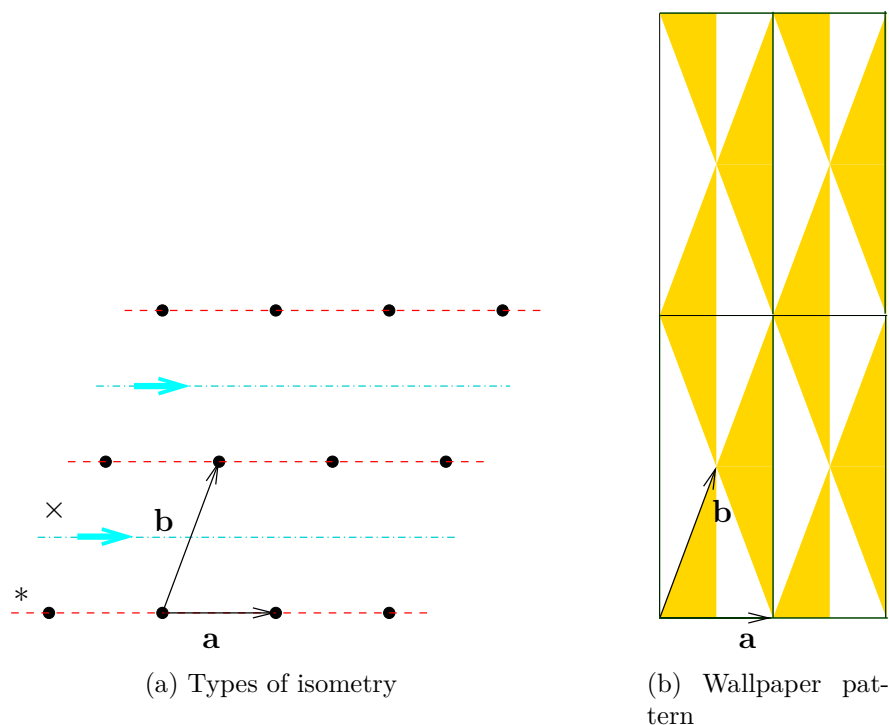 ×
b
*
a
(a) Types of isometry
b
a
(b) Wallpaper pat-
tern